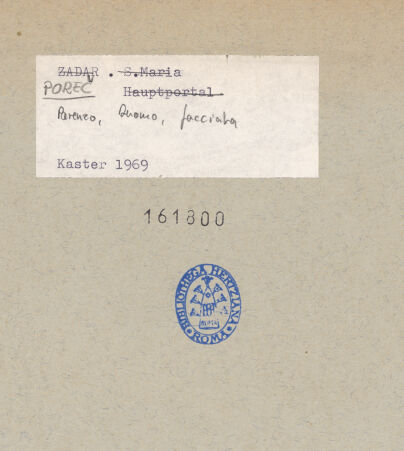 ZADAR . S.Maria
POREČ
Hauptportal
Parenzo, Duomo, facciata
Kaster 1969
161800
BIBLIOTHECA HERTZIANA
ROMA